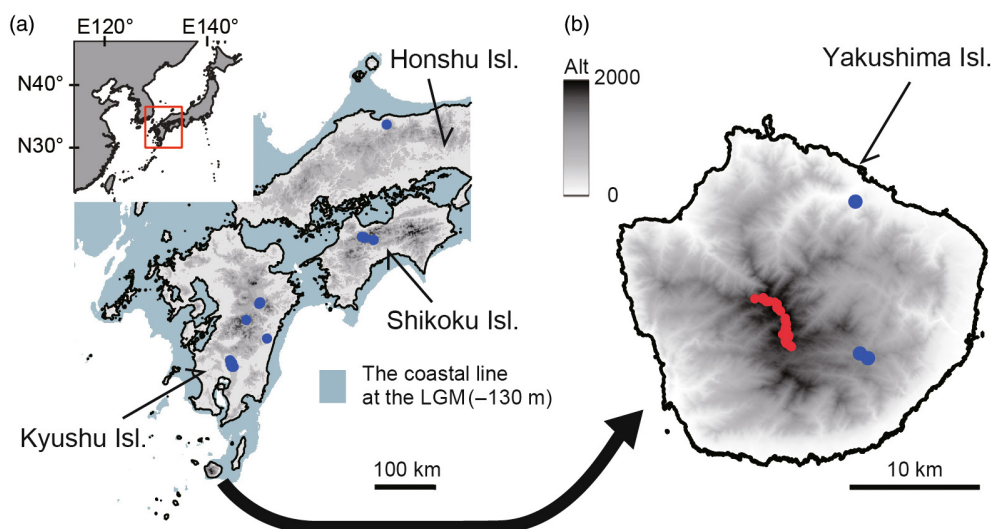 (a)
E120° E140°
N40°
N30°
Honshu Isl.
Shikoku Isl.
Kyushu Isl.
The coastal line
at the LGM (–130 m)
100 km
(b)
Alt
2000
0
Yakushima Isl.
10 km